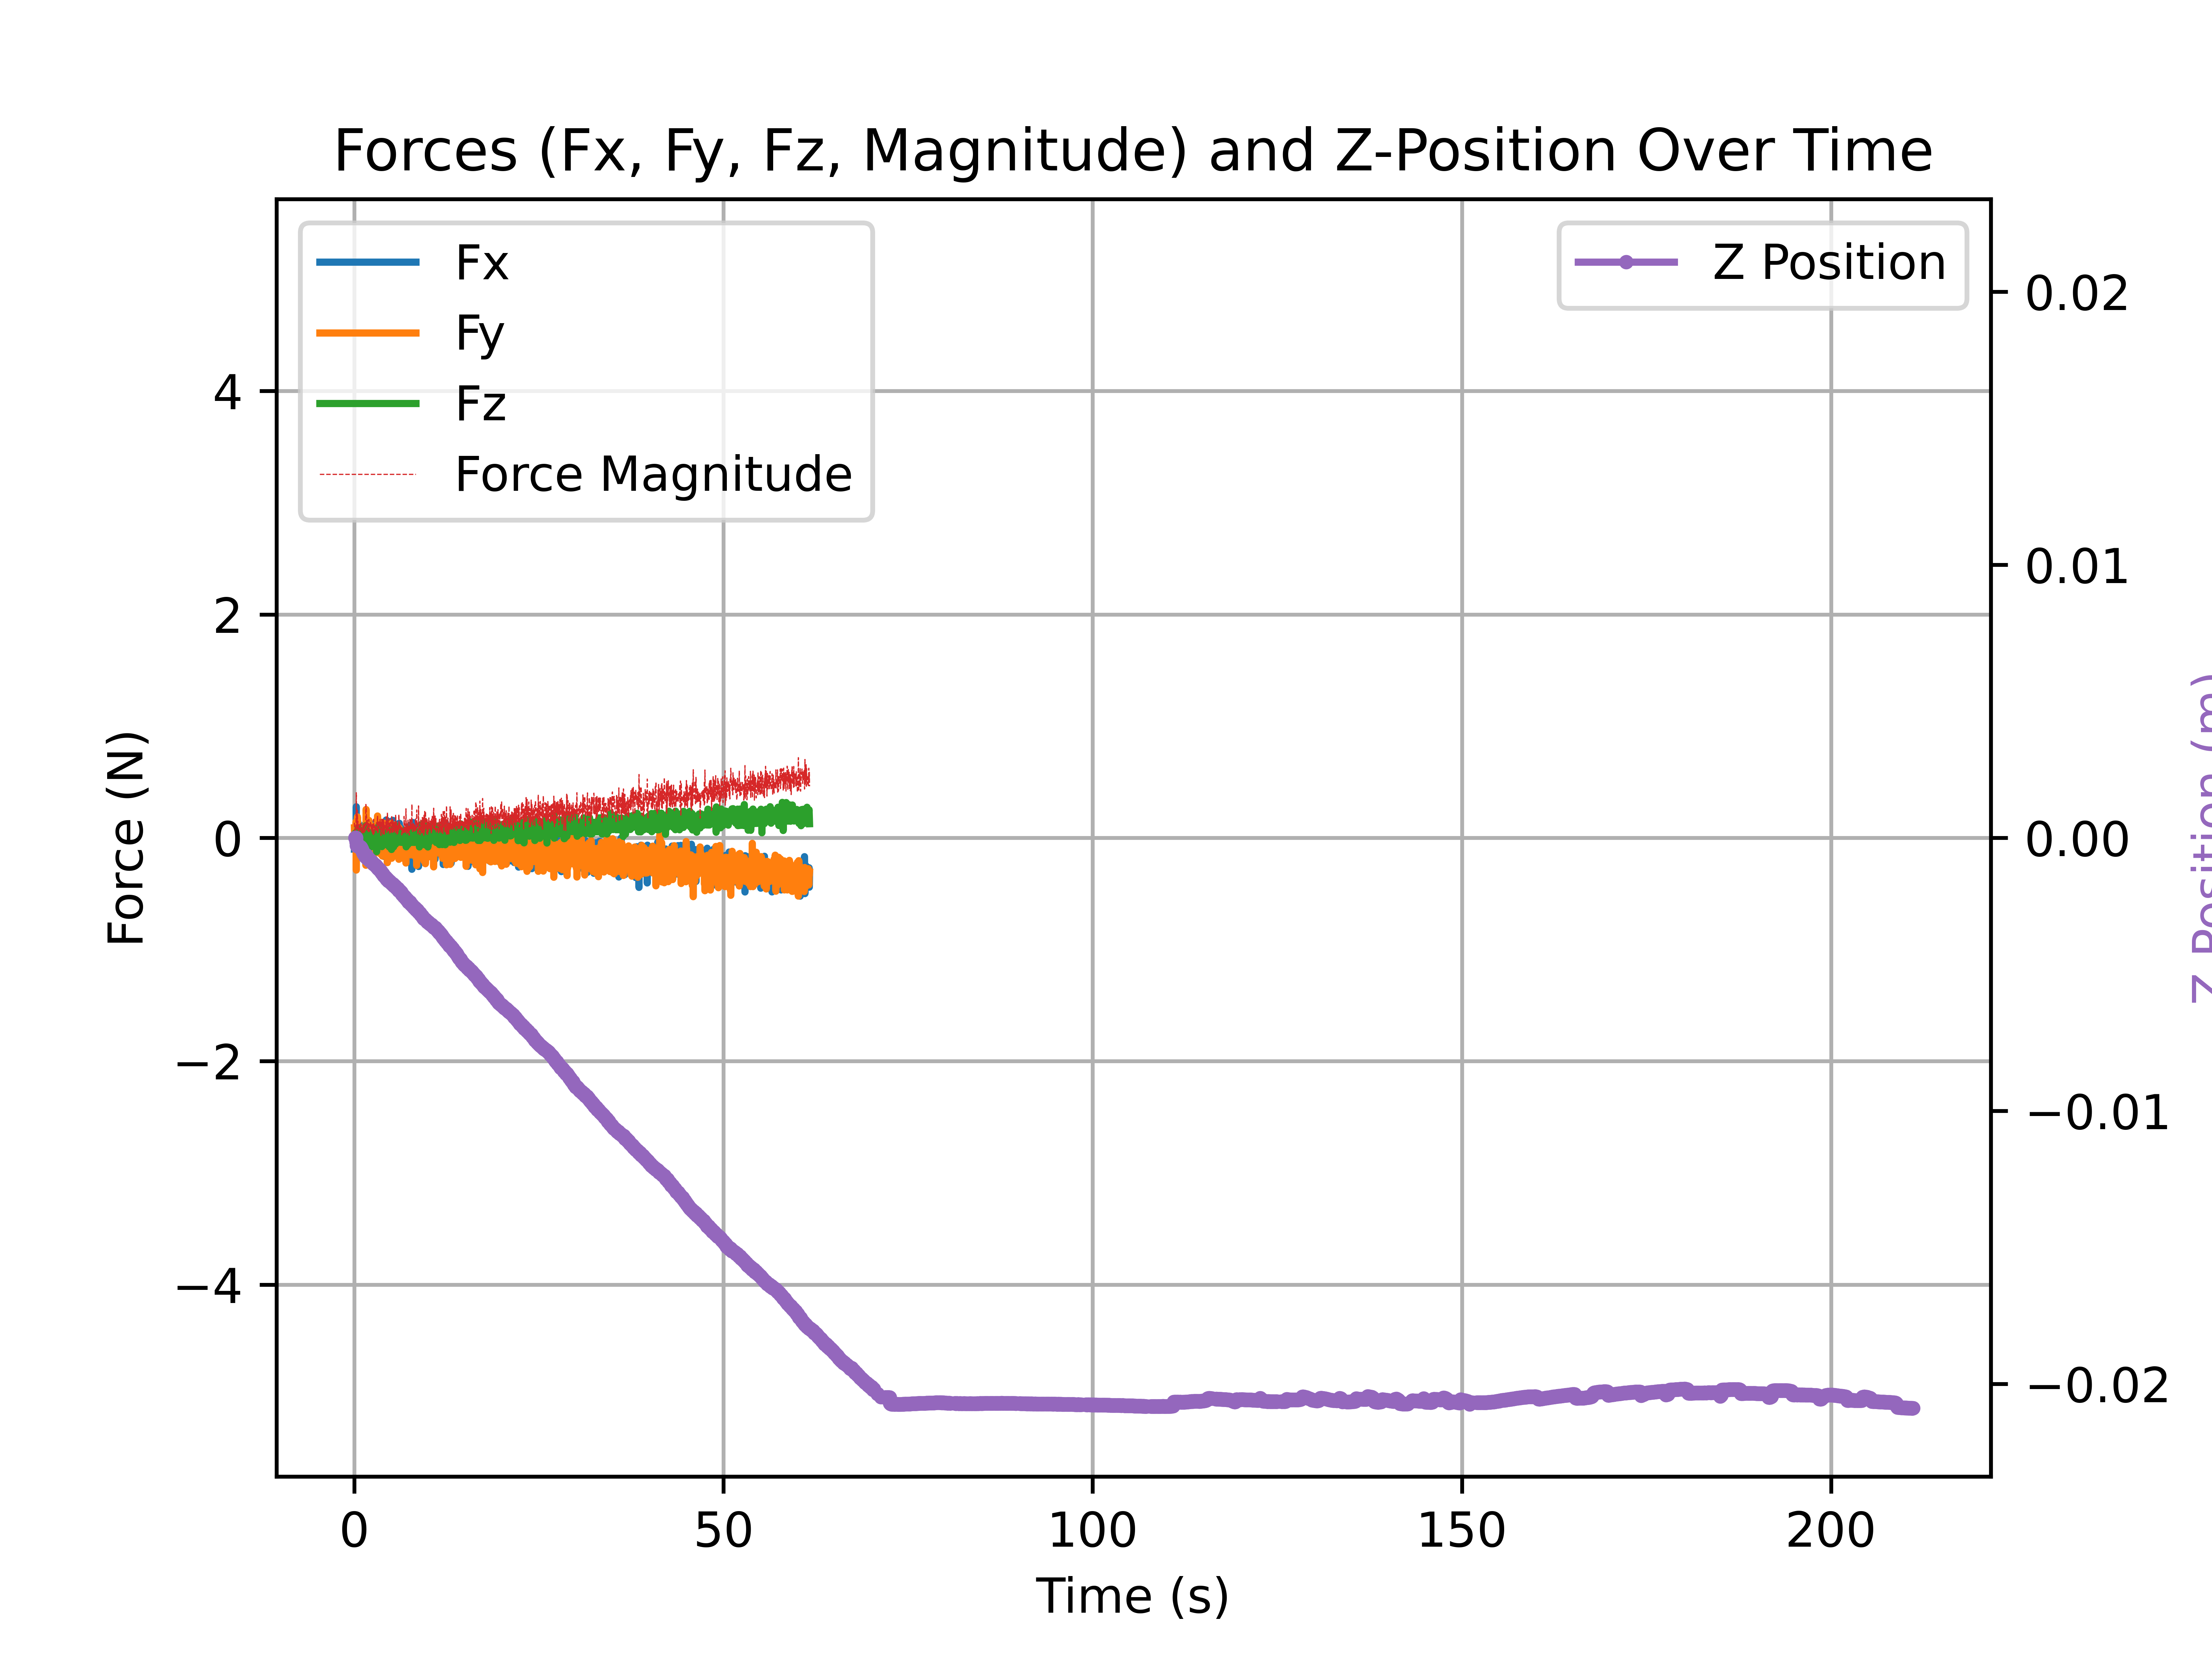 Forces (Fx, Fy, Fz, Magnitude) and Z-Position Over Time
Fx
Fy
Fz
Force Magnitude
Z Position
4
2
0
−2
−4
Force (N)
0.02
0.01
0.00
−0.01
−0.02
Z Position (m)
0
50
100
150
200
Time (s)